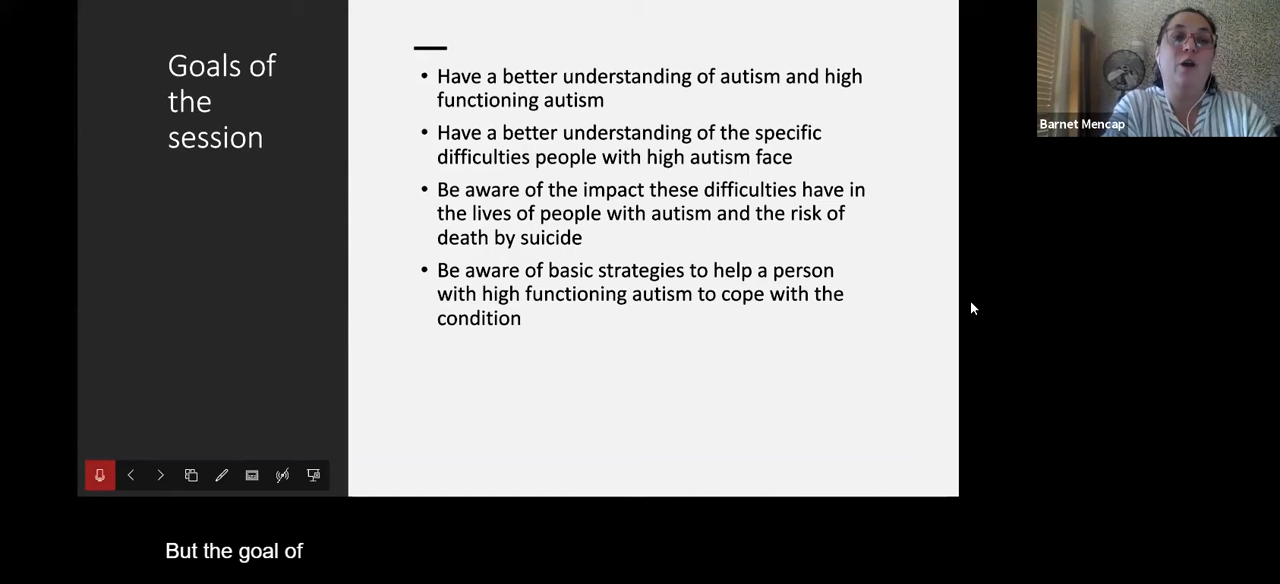 Goals of
the
session
• Have a better understanding of autism and high
functioning autism
• Have a better understanding of the specific
difficulties people with high autism face
• Be aware of the impact these difficulties have in
the lives of people with autism and the risk of
death by suicide
• Be aware of basic strategies to help a person
with high functioning autism to cope with the
condition
Barnet Mencap
But the goal of